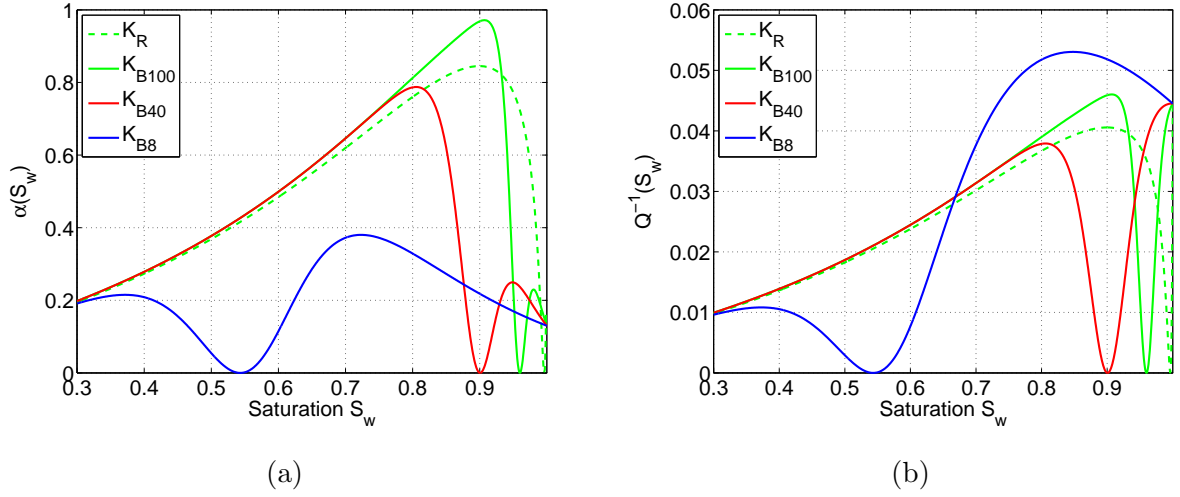 1
0.8
0.6
0.4
0.2
0
α(S_w)
K_R
K_B100
K_B40
K_B8
0.3 0.4 0.5 0.6 0.7 0.8 0.9
Saturation S_w
(a)
0.06
0.05
0.04
0.03
0.02
0.01
0
Q⁻¹(S_w)
K_R
K_B100
K_B40
K_B8
0.3 0.4 0.5 0.6 0.7 0.8 0.9
Saturation S_w
(b)